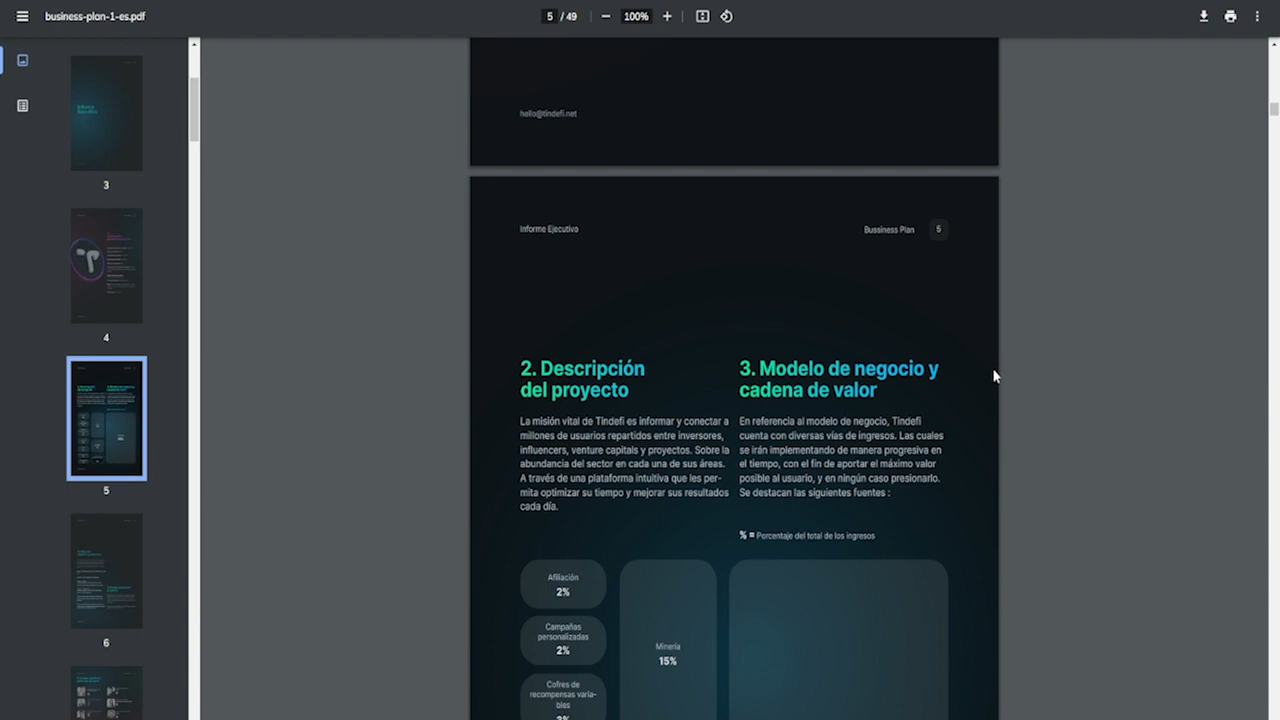 business-plan-1-es.pdf
5 / 49
100%
3
4
5
6
hello@tindefi.net
Informe Ejecutivo
Bussiness Plan
5
2. Descripción
del proyecto
La misión vital de Tindefi es informar y conectar a
millones de usuarios repartidos entre inversores,
influencers, venture capitals y proyectos. Sobre la
abundancia del sector en cada una de sus áreas.
A través de una plataforma intuitiva que les per-
mita optimizar su tiempo y mejorar sus resultados
cada día.
3. Modelo de negocio y
cadena de valor
En referencia al modelo de negocio, Tindefi
cuenta con diversas vías de ingresos. Las cuales
se irán implementando de manera progresiva en
el tiempo, con el fin de aportar el máximo valor
posible al usuario, y en ningún caso presionarlo.
Se destacan las siguientes fuentes :
% = Porcentaje del total de los ingresos
Afiliación
2%
Campañas
personalizadas
2%
Cofres de
recompensas varia-
bles
Minería
15%